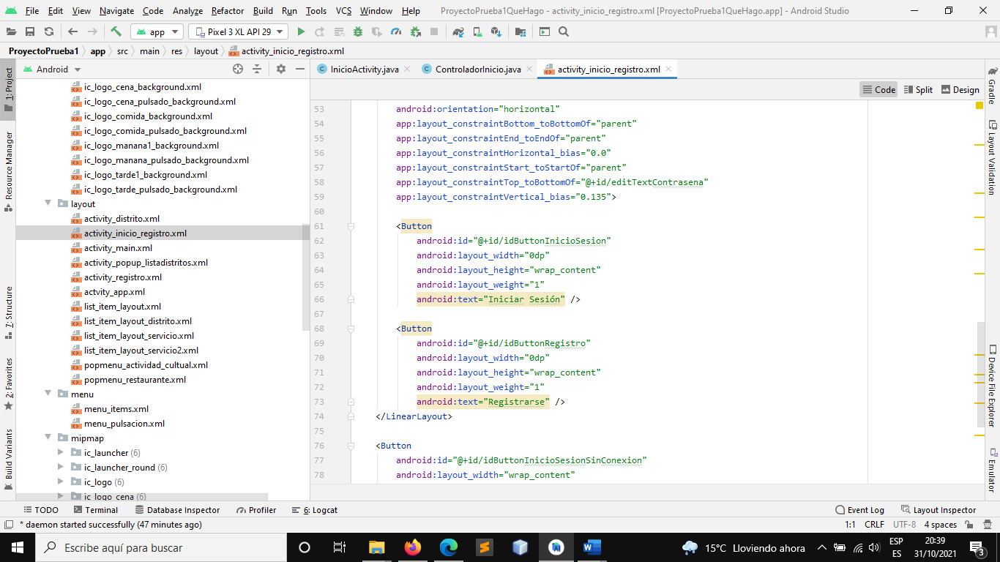 File Edit View Navigate Code Analyze Refactor Build Run Tools VCS Window Help ProyectoPrueba1QueHago - activity_inicio_registro.xml [ProyectoPrueba1QueHago.app] - Android Studio
app Pixel 3 XL API 29
ProyectoPrueba1 app src main res layout activity_inicio_registro.xml
1: Project
Resource Manager
7: Structure
2: Favorites
Build Variants
Android
ic_logo_cena_background.xml
ic_logo_cena_pulsado_background.xml
ic_logo_comida_background.xml
ic_logo_comida_pulsado_background.xml
ic_logo_manana1_background.xml
ic_logo_manana_pulsado_background.xml
ic_logo_tarde1_background.xml
ic_logo_tarde_pulsado_background.xml
layout
activity_distrito.xml
activity_inicio_registro.xml
activity_main.xml
activity_popup_listadistritos.xml
activity_registro.xml
actvity_app.xml
list_item_layout.xml
list_item_layout_distrito.xml
list_item_layout_servicio.xml
list_item_layout_servicio2.xml
popmenu_actividad_cultual.xml
popmenu_restaurante.xml
menu
menu_items.xml
menu_pulsacion.xml
mipmap
ic_launcher (6)
ic_launcher_round (6)
ic_logo (6)
ic_logo_cena (6)
InicioActivity.java ControladorInicio.java activity_inicio_registro.xml
Code Split Design
53 android:orientation="horizontal"
54 app:layout_constraintBottom_toBottomOf="parent"
55 app:layout_constraintEnd_toEndOf="parent"
56 app:layout_constraintHorizontal_bias="0.0"
57 app:layout_constraintStart_toStartOf="parent"
58 app:layout_constraintTop_toBottomOf="@+id/editTextContrasena"
59 app:layout_constraintVertical_bias="0.135">
60
61 <Button
62 android:id="@+id/idButtonInicioSesion"
63 android:layout_width="0dp"
64 android:layout_height="wrap_content"
65 android:layout_weight="1"
66 android:text="Iniciar Sesión" />
67
68 <Button
69 android:id="@+id/idButtonRegistro"
70 android:layout_width="0dp"
71 android:layout_height="wrap_content"
72 android:layout_weight="1"
73 android:text="Registrarse" />
74 </LinearLayout>
75
76 <Button
77 android:id="@+id/idButtonInicioSesionSinConexion"
78 android:layout_width="wrap_content"
Gradle
Layout Validation
Device File Explorer
Emulator
TODO Terminal Database Inspector Profiler 6: Logcat Event Log Layout Inspector
* daemon started successfully (47 minutes ago) 1:1 CRLF UTF-8 4 spaces
Escribe aquí para buscar
15°C Lloviendo ahora
ESP
ES
20:39
31/10/2021
3